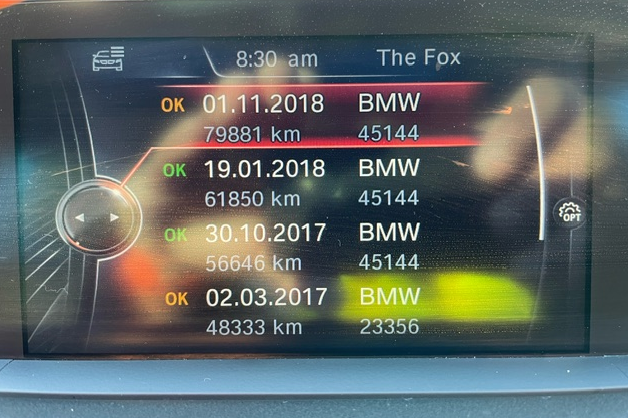 8:30 am The Fox
OK 01.11.2018 BMW
79881 km 45144
OK 19.01.2018 BMW
61850 km 45144
OK 30.10.2017 BMW
56646 km 45144
OPT
OK 02.03.2017 BMW
48333 km 23356